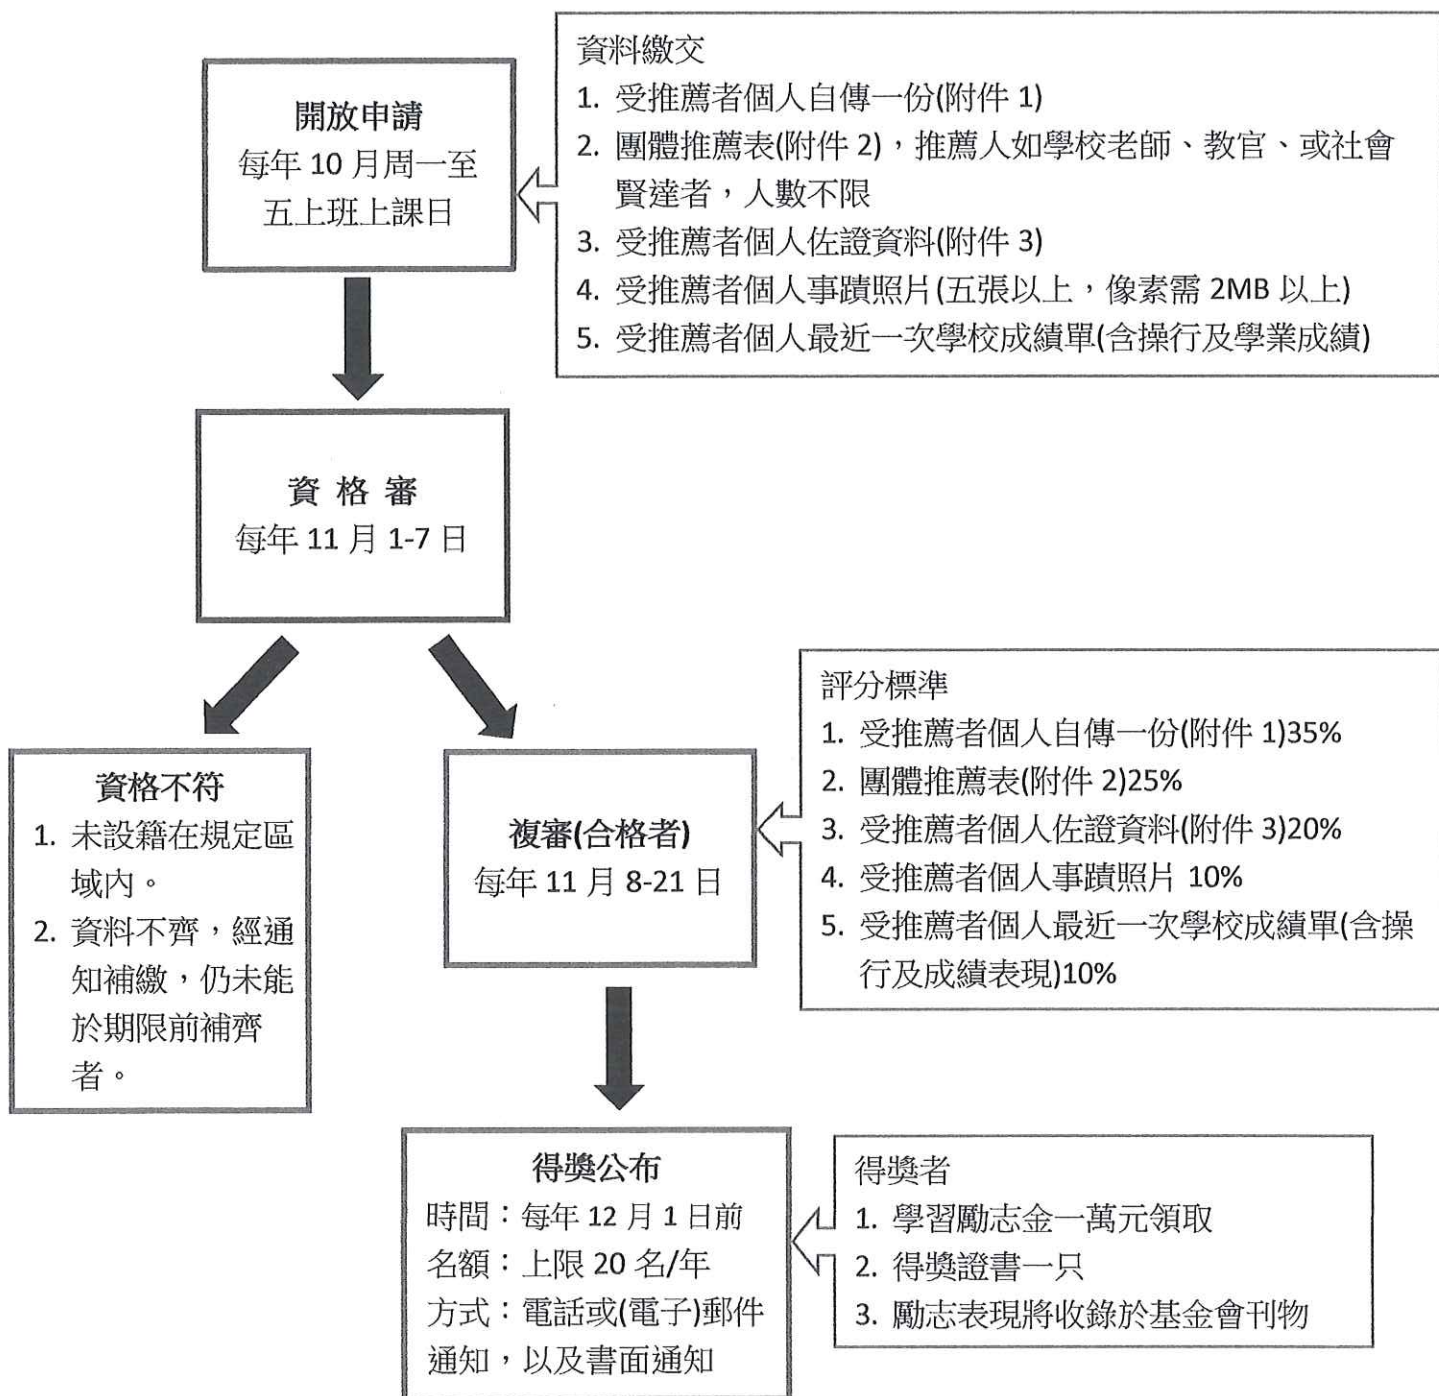 開放申請
每年 10 月周一至
五上班上課日
資料繳交
1. 受推薦者個人自傳一份(附件 1)
2. 團體推薦表(附件 2)，推薦人如學校老師、教官、或社會
賢達者，人數不限
3. 受推薦者個人佐證資料(附件 3)
4. 受推薦者個人事蹟照片(五張以上，像素需 2MB 以上)
5. 受推薦者個人最近一次學校成績單(含操行及學業成績)
資 格 審
每年 11 月 1-7 日
資格不符
1. 未設籍在規定區
域內。
2. 資料不齊，經通
知補繳，仍未能
於期限前補齊
者。
複審(合格者)
每年 11 月 8-21 日
評分標準
1. 受推薦者個人自傳一份(附件 1)35%
2. 團體推薦表(附件 2)25%
3. 受推薦者個人佐證資料(附件 3)20%
4. 受推薦者個人事蹟照片 10%
5. 受推薦者個人最近一次學校成績單(含操
行及成績表現)10%
得獎公布
時間：每年 12 月 1 日前
名額：上限 20 名/年
方式：電話或(電子)郵件
通知，以及書面通知
得獎者
1. 學習勵志金一萬元領取
2. 得獎證書一只
3. 勵志表現將收錄於基金會刊物